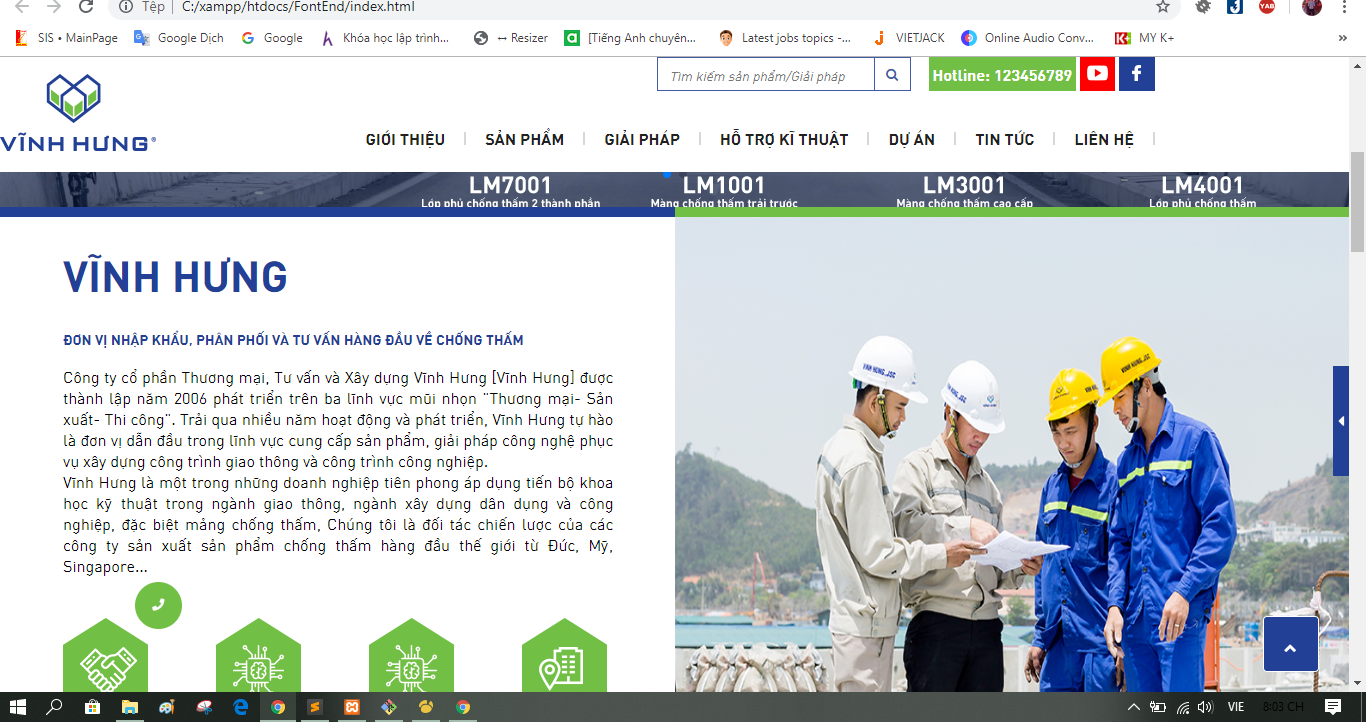 Tệp
C:/xampp/htdocs/FontEnd/index.html
YAB
SIS • MainPage
Google Dịch
Google
Khóa học lập trình...
↔ Resizer
[Tiếng Anh chuyên...
Latest jobs topics -...
VIETJACK
Online Audio Conv...
MY K+
»
Tìm kiếm sản phẩm/Giải pháp
Hotline: 123456789
VĨNH HƯNG®
GIỚI THIỆU
SẢN PHẨM
GIẢI PHÁP
HỖ TRỢ KĨ THUẬT
DỰ ÁN
TIN TỨC
LIÊN HỆ
LM7001
LM1001
LM3001
LM4001
Lớp phủ chống thấm 2 thành phần
Màng chống thấm trải trước
Màng chống thấm cao cấp
Lớp phủ chống thấm
VĨNH HƯNG
ĐƠN VỊ NHẬP KHẨU, PHÂN PHỐI VÀ TƯ VẤN HÀNG ĐẦU VỀ CHỐNG THẤM
Công ty cổ phần Thương mại, Tư vấn và Xây dựng Vĩnh Hưng [Vĩnh Hưng] được
thành lập năm 2006 phát triển trên ba lĩnh vực mũi nhọn "Thương mại- Sản
xuất- Thi công". Trải qua nhiều năm hoạt động và phát triển, Vĩnh Hưng tự hào
là đơn vị dẫn đầu trong lĩnh vực cung cấp sản phẩm, giải pháp công nghệ phục
vụ xây dựng công trình giao thông và công trình công nghiệp.
Vĩnh Hưng là một trong những doanh nghiệp tiên phong áp dụng tiến bộ khoa
học kỹ thuật trong ngành giao thông, ngành xây dựng dân dụng và công
nghiệp, đặc biệt mảng chống thấm, Chúng tôi là đối tác chiến lược của các
công ty sản xuất sản phẩm chống thấm hàng đầu thế giới từ Đức, Mỹ,
Singapore...
VINH HUNG.,JSC
VINH HUNG.,JSC
VIE
8:03 CH